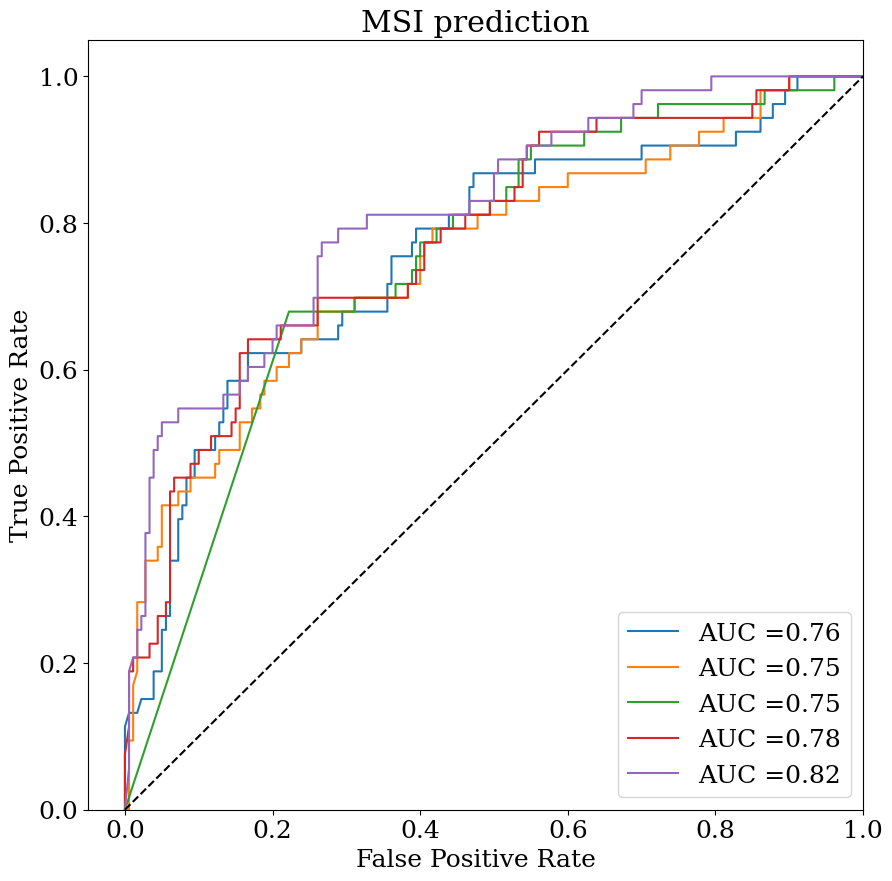 MSI prediction
True Positive Rate
1.0
0.8
0.6
0.4
0.2
0.0
AUC =0.76
AUC =0.75
AUC =0.75
AUC =0.78
AUC =0.82
0.0 0.2 0.4 0.6 0.8 1.0
False Positive Rate